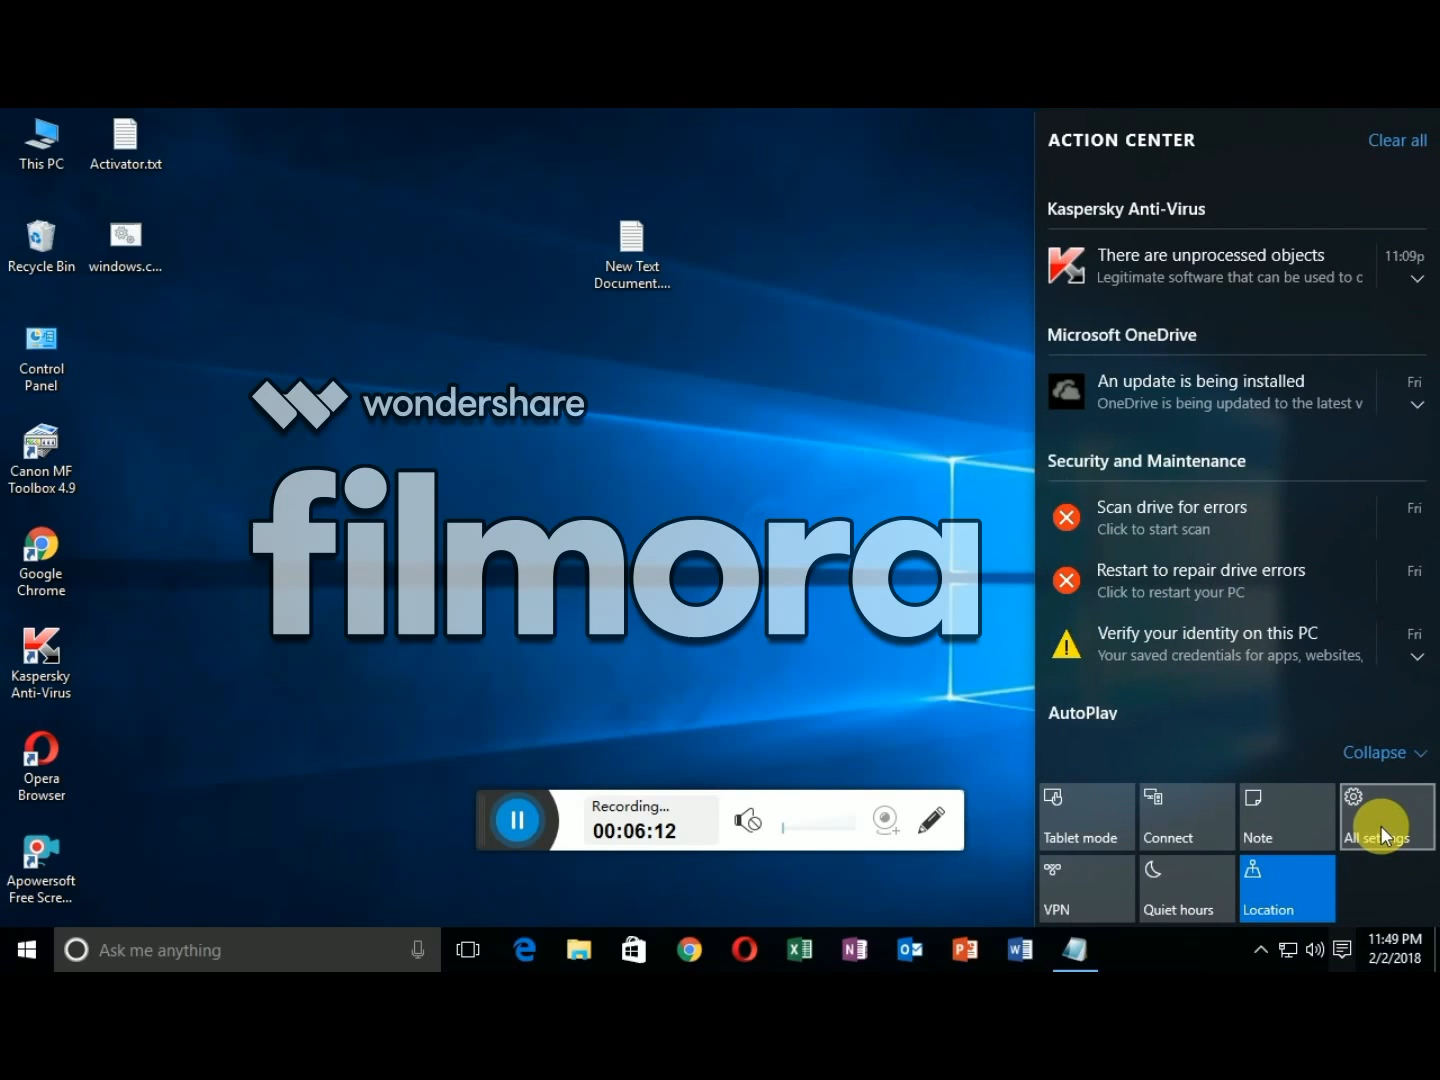 This PC
Activator.txt
Recycle Bin
windows.c...
New Text
Document....
Control
Panel
Canon MF
Toolbox 4.9
Google
Chrome
Kaspersky
Anti-Virus
Opera
Browser
Apowersoft
Free Scre...
wondershare
filmora
Recording...
00:06:12
ACTION CENTER
Clear all
Kaspersky Anti-Virus
There are unprocessed objects
11:09p
Legitimate software that can be used to c
Microsoft OneDrive
An update is being installed
Fri
OneDrive is being updated to the latest v
Security and Maintenance
Scan drive for errors
Fri
Click to start scan
Restart to repair drive errors
Fri
Click to restart your PC
Verify your identity on this PC
Fri
Your saved credentials for apps, websites,
AutoPlay
Collapse
Tablet mode
Connect
Note
All settings
VPN
Quiet hours
Location
Ask me anything
11:49 PM
2/2/2018